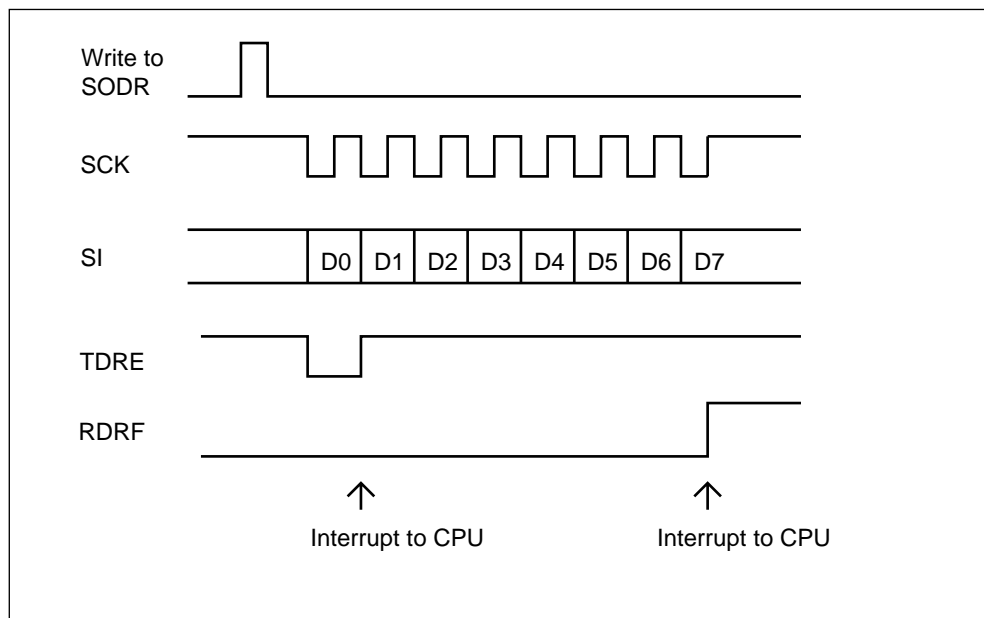 Write to
SODR
SCK
SI
D0 D1 D2 D3 D4 D5 D6 D7
TDRE
RDRF
Interrupt to CPU Interrupt to CPU